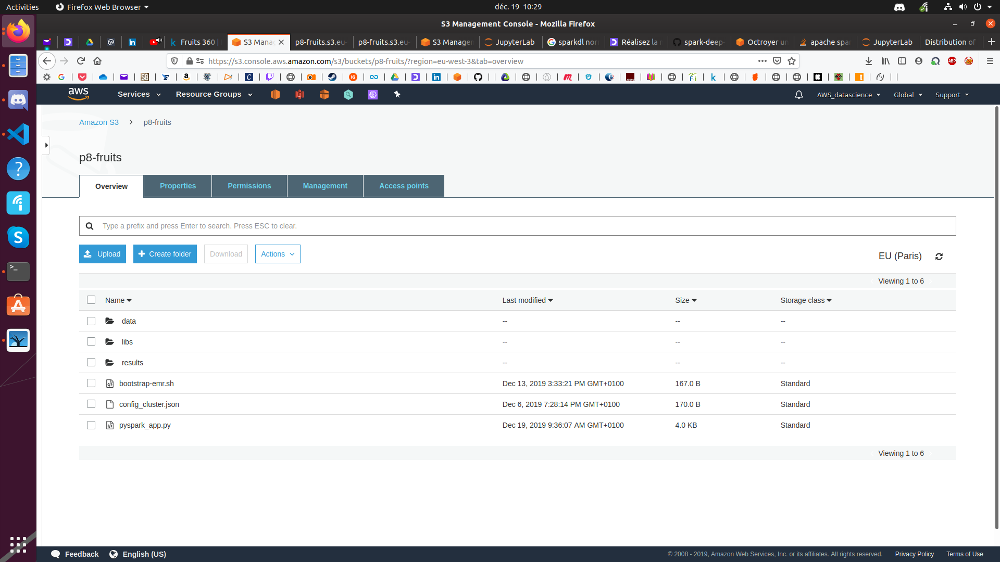 Activities Firefox Web Browser déc. 19 10:29
S3 Management Console - Mozilla Firefox
Fruits 360 | S3 Mana p8-fruits.s3.eu- p8-fruits.s3.eu- S3 Manager JupyterLab sparkdl nor Réalisez la r spark-deep- Octroyer un apache spar JupyterLab Distribution of
https://s3.console.aws.amazon.com/s3/buckets/p8-fruits/?region=eu-west-3&tab=overview
aws Services Resource Groups AWS_datascience Global Support
Amazon S3 p8-fruits
p8-fruits
Overview Properties Permissions Management Access points
Type a prefix and press Enter to search. Press ESC to clear.
Upload Create folder Download Actions EU (Paris)
Viewing 1 to 6
Name Last modified Size Storage class
data -- -- --
libs -- -- --
results -- -- --
bootstrap-emr.sh Dec 13, 2019 3:33:21 PM GMT+0100 167.0 B Standard
config_cluster.json Dec 6, 2019 7:28:14 PM GMT+0100 170.0 B Standard
pyspark_app.py Dec 19, 2019 9:36:07 AM GMT+0100 4.0 KB Standard
Viewing 1 to 6
Feedback English (US) © 2008 - 2019, Amazon Web Services, Inc. or its affiliates. All rights reserved. Privacy Policy Terms of Use